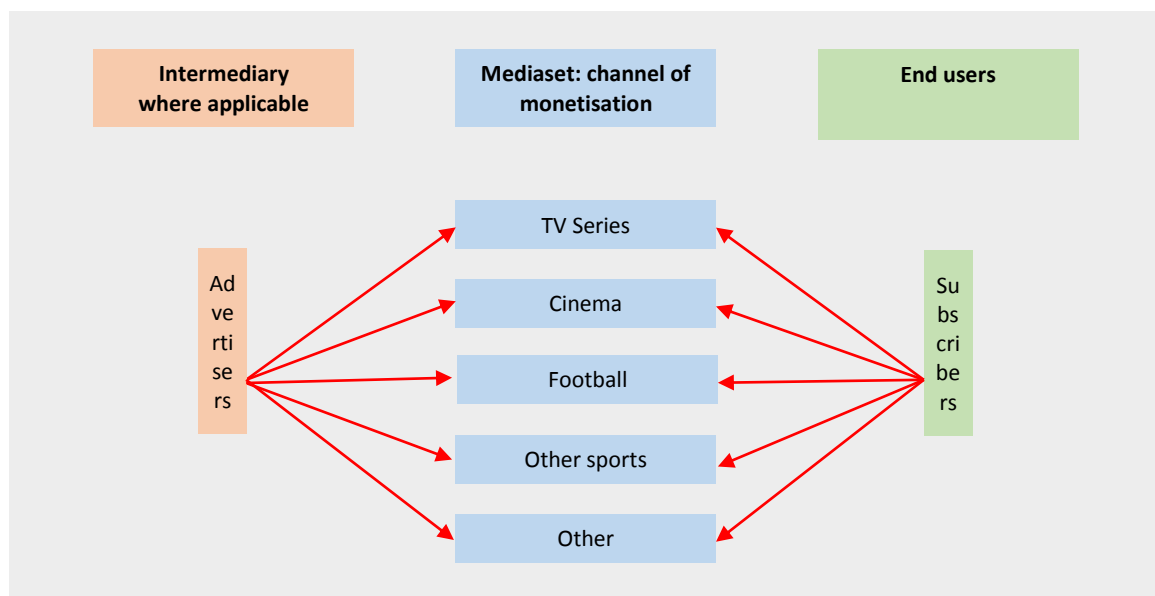 Intermediary
where applicable
Mediaset: channel of
monetisation
End users
TV Series
Cinema
Football
Other sports
Other
Ad
ve
rti
se
rs
Su
bs
cri
be
rs